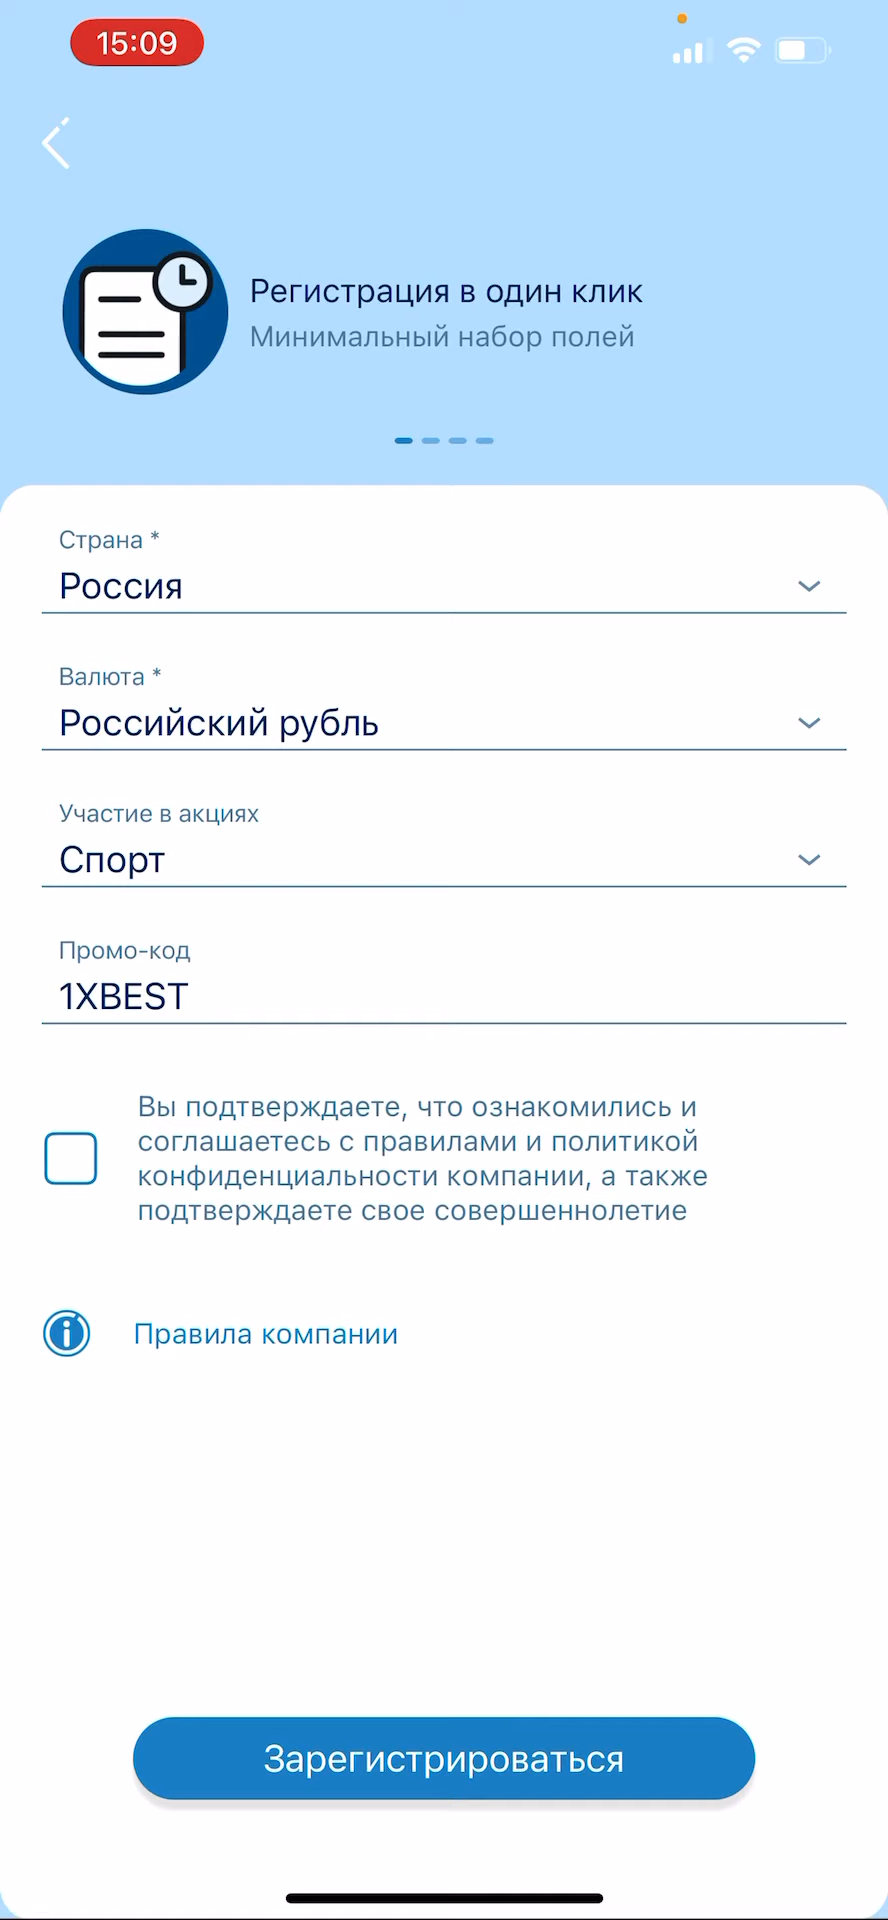 15:09
Регистрация в один клик
Минимальный набор полей
Страна *
Россия
Валюта *
Российский рубль
Участие в акциях
Спорт
Промо-код
1XBEST
Вы подтверждаете, что ознакомились и
соглашаетесь с правилами и политикой
конфиденциальности компании, а также
подтверждаете свое совершеннолетие
Правила компании
Зарегистрироваться